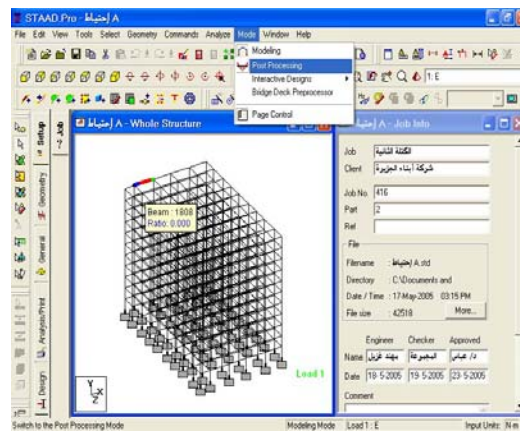 STAAD.Pro - إحتياط A
File Edit View Tools Select Geometry Commands Analyze Mode Window Help
Modeling
Post Processing
Interactive Designs
Bridge Deck Preprocessor
Page Control
1: E
إحتياط A - Whole Structure
إحتياط A - Job Info
Setup
Job
Geometry
General
Analysis/Print
Design
Beam : 1808
Ratio: 0.000
Load 1
Y
X
Z
Job الكتلة الثانية
Client شركة أبناء الجزيرة
Job No. 416
Part 2
Ref
File
Filename : إحتياط A.std
Directory : C:\Documents and
Date / Time : 17-May-2005 03:15 PM
File size : 42518 More...
Engineer Checker Approved
Name مهند غزيل المجموعة د/ عباس
Date 18-5-2005 19-5-2005 23-5-2005
Comment
Switch to the Post Processing Mode Modeling Mode Load 1 : E Input Units: N-m